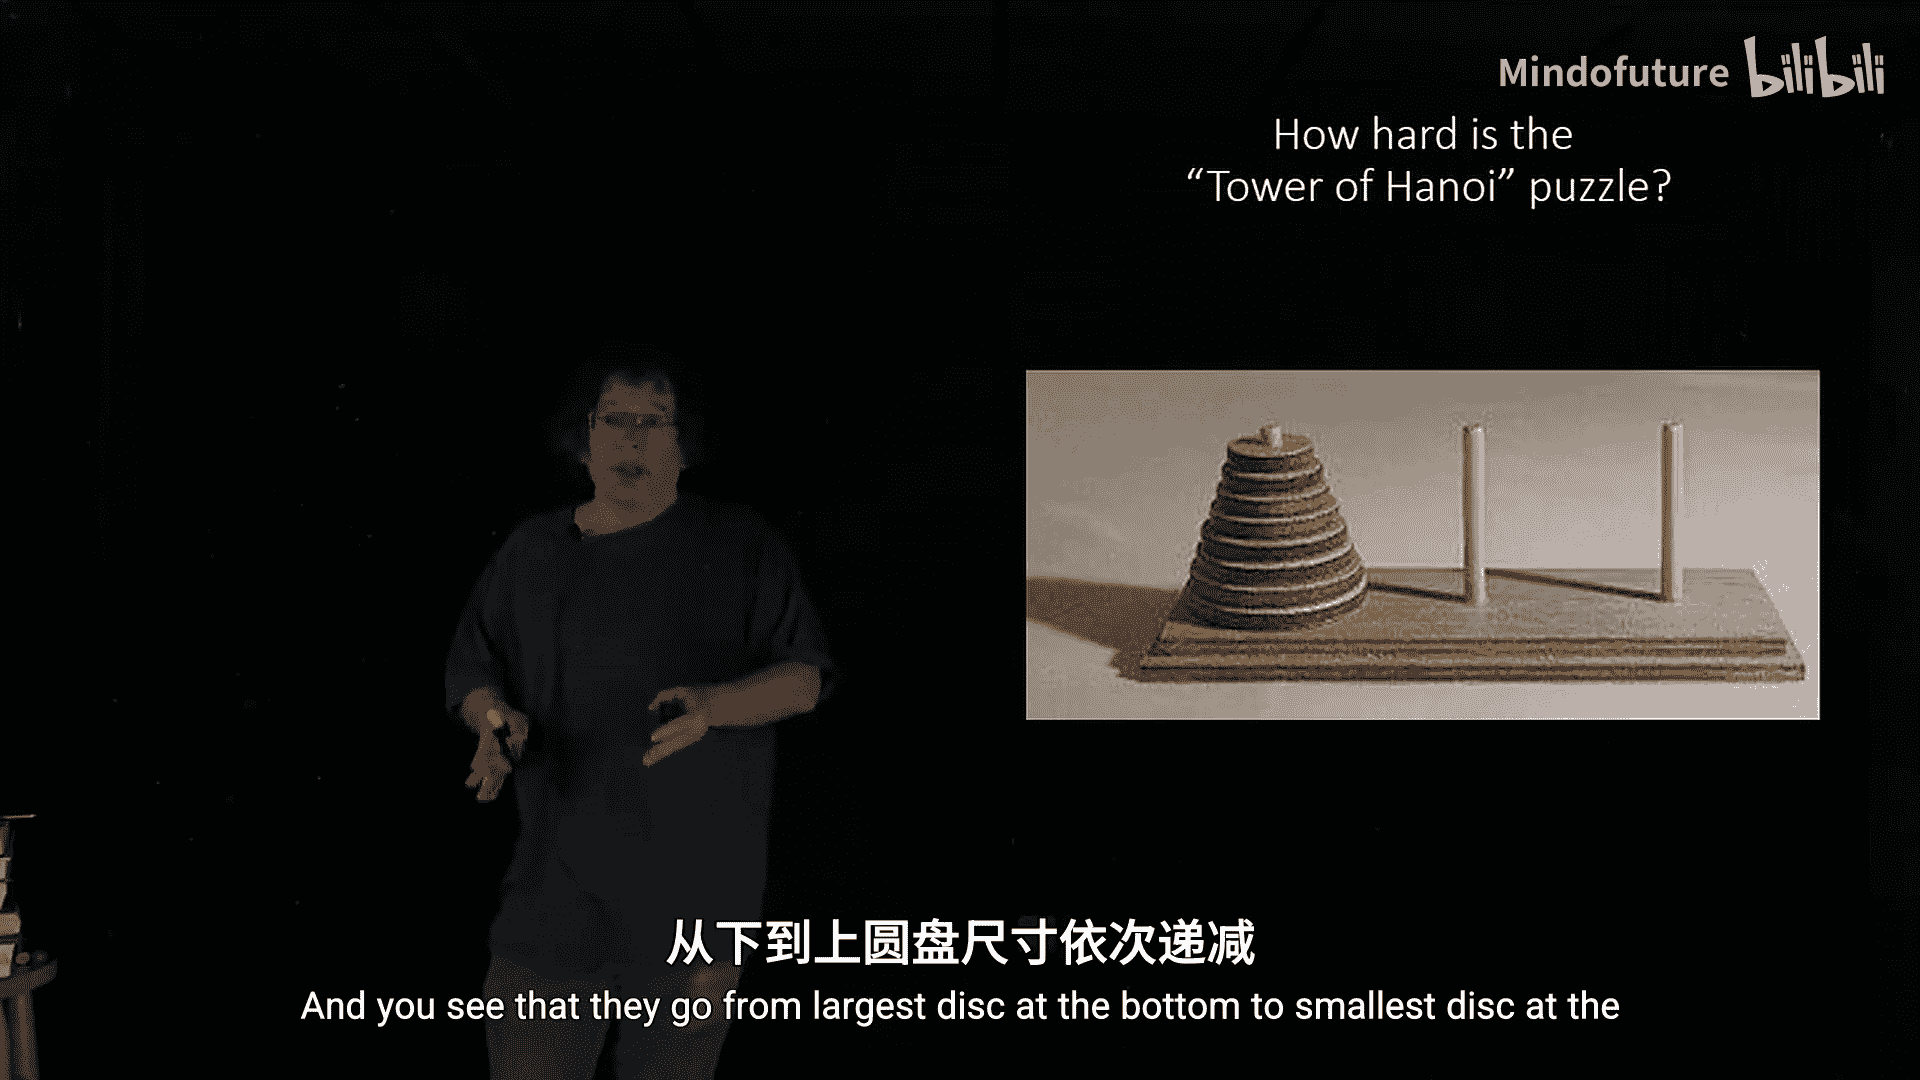 Mindofuture bilibili
How hard is the
“Tower of Hanoi” puzzle?
从下到上圆盘尺寸依次递减
And you see that they go from largest disc at the bottom to smallest disc at the